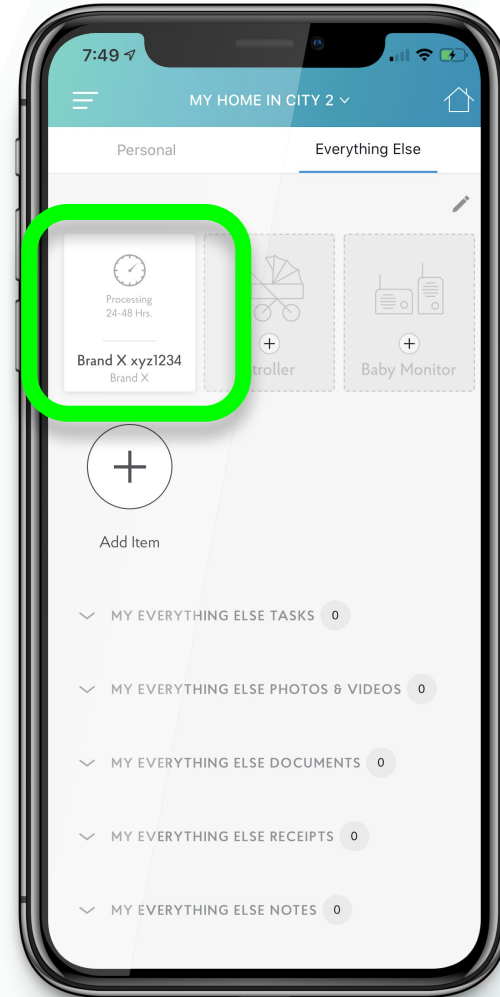 7:49
MY HOME IN CITY 2
Personal
Everything Else
Processing
24-48 Hrs.
Brand X xyz1234
Brand X
troller
Baby Monitor
Add Item
MY EVERYTHING ELSE TASKS 0
MY EVERYTHING ELSE PHOTOS & VIDEOS 0
MY EVERYTHING ELSE DOCUMENTS 0
MY EVERYTHING ELSE RECEIPTS 0
MY EVERYTHING ELSE NOTES 0